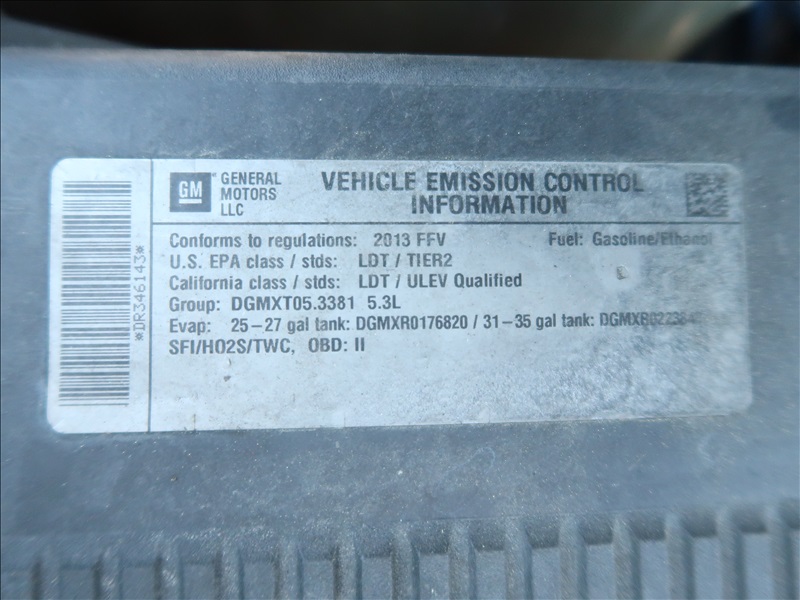 GM GENERAL MOTORS LLC
VEHICLE EMISSION CONTROL
INFORMATION
Conforms to regulations: 2013 FFV Fuel: Gasoline/Ethanol
U.S. EPA class / stds: LDT / TIER2
California class / stds: LDT / ULEV Qualified
Group: DGMXT05.3381 5.3L
Evap: 25-27 gal tank: DGMXR0176820 / 31-35 gal tank:
SFI/HO2S/TWC, OBD: II
*DR346143*